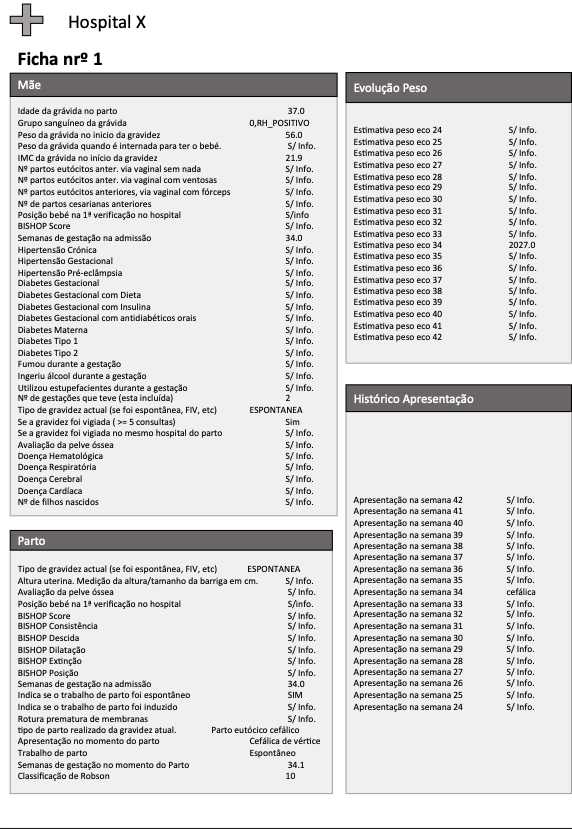 Hospital X
Ficha nrº 1
Mãe
Idade da grávida no parto 37.0
Grupo sanguíneo da grávida 0,RH_POSITIVO
Peso da grávida no inicio da gravidez 56.0
Peso da grávida quando é internada para ter o bebé. S/ Info.
IMC da grávida no início da gravidez 21.9
Nº partos eutócitos anter. via vaginal sem nada S/ Info.
Nº partos eutócitos anter. via vaginal com ventosas S/ Info.
Nº partos eutócitos anteriores, via vaginal com fórceps S/ Info.
Nº de partos cesarianas anteriores S/ Info.
Posição bebé na 1ª verificação no hospital S/info
BISHOP Score S/ Info.
Semanas de gestação na admissão 34.0
Hipertensão Crónica S/ Info.
Hipertensão Gestacional S/ Info.
Hipertensão Pré-eclâmpsia S/ Info.
Diabetes Gestacional S/ Info.
Diabetes Gestacional com Dieta S/ Info.
Diabetes Gestacional com Insulina S/ Info.
Diabetes Gestacional com antidiabéticos orais S/ Info.
Diabetes Materna S/ Info.
Diabetes Tipo 1 S/ Info.
Diabetes Tipo 2 S/ Info.
Fumou durante a gestação S/ Info.
Ingeriu álcool durante a gestação S/ Info.
Utilizou estupefacientes durante a gestação S/ Info.
Nº de gestações que teve (esta incluída) 2
Tipo de gravidez actual (se foi espontânea, FIV, etc) ESPONTANEA
Se a gravidez foi vigiada ( >= 5 consultas) Sim
Se a gravidez foi vigiada no mesmo hospital do parto S/ Info.
Avaliação da pelve óssea S/ Info.
Doença Hematológica S/ Info.
Doença Respiratória S/ Info.
Doença Cerebral S/ Info.
Doença Cardíaca S/ Info.
Nº de filhos nascidos S/ Info.
Parto
Tipo de gravidez actual (se foi espontânea, FIV, etc) ESPONTANEA
Altura uterina. Medição da altura/tamanho da barriga em cm. S/ Info.
Avaliação da pelve óssea S/ Info.
Posição bebé na 1ª verificação no hospital S/info.
BISHOP Score S/ Info.
BISHOP Consistência S/ Info.
BISHOP Descida S/ Info.
BISHOP Dilatação S/ Info.
BISHOP Extinção S/ Info.
BISHOP Posição S/ Info.
Semanas de gestação na admissão 34.0
Indica se o trabalho de parto foi espontâneo SIM
Indica se o trabalho de parto foi induzido S/ Info.
Rotura prematura de membranas S/ Info.
tipo de parto realizado da gravidez atual. Parto eutócico cefálico
Apresentação no momento do parto Cefálica de vértice
Trabalho de parto Espontâneo
Semanas de gestação no momento do Parto 34.1
Classificação de Robson 10
Evolução Peso
Estimativa peso eco 24 S/ Info.
Estimativa peso eco 25 S/ Info.
Estimativa peso eco 26 S/ Info.
Estimativa peso eco 27 S/ Info.
Estimativa peso eco 28 S/ Info.
Estimativa peso eco 29 S/ Info.
Estimativa peso eco 30 S/ Info.
Estimativa peso eco 31 S/ Info.
Estimativa peso eco 32 S/ Info.
Estimativa peso eco 33 S/ Info.
Estimativa peso eco 34 2027.0
Estimativa peso eco 35 S/ Info.
Estimativa peso eco 36 S/ Info.
Estimativa peso eco 37 S/ Info.
Estimativa peso eco 38 S/ Info.
Estimativa peso eco 39 S/ Info.
Estimativa peso eco 40 S/ Info.
Estimativa peso eco 41 S/ Info.
Estimativa peso eco 42 S/ Info.
Histórico Apresentação
Apresentação na semana 42 S/ Info.
Apresentação na semana 41 S/ Info.
Apresentação na semana 40 S/ Info.
Apresentação na semana 39 S/ Info.
Apresentação na semana 38 S/ Info.
Apresentação na semana 37 S/ Info.
Apresentação na semana 36 S/ Info.
Apresentação na semana 35 S/ Info.
Apresentação na semana 34 cefálica
Apresentação na semana 33 S/ Info.
Apresentação na semana 32 S/ Info.
Apresentação na semana 31 S/ Info.
Apresentação na semana 30 S/ Info.
Apresentação na semana 29 S/ Info.
Apresentação na semana 28 S/ Info.
Apresentação na semana 27 S/ Info.
Apresentação na semana 26 S/ Info.
Apresentação na semana 25 S/ Info.
Apresentação na semana 24 S/ Info.